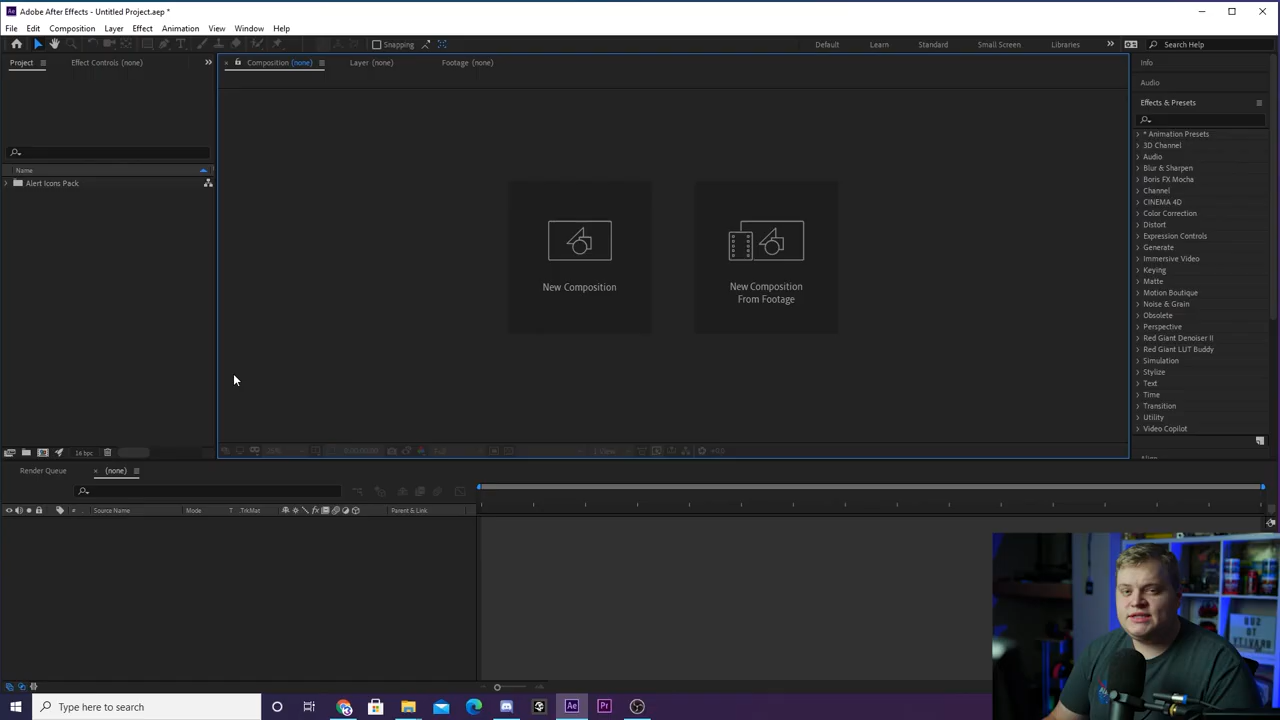 Adobe After Effects - Untitled Project.aep *
File Edit Composition Layer Effect Animation View Window Help
Snapping Default Learn Standard Small Screen Libraries Search Help
Project Effect Controls (none) Composition (none) Layer (none) Footage (none) Info
Audio
Effects & Presets
Name
Alert Icons Pack
* Animation Presets
3D Channel
Audio
Blur & Sharpen
Boris FX Mocha
Channel
CINEMA 4D
Color Correction
Distort
Expression Controls
Generate
Immersive Video
Keying
Matte
Motion Boutique
Noise & Grain
Obsolete
Perspective
Red Giant Denoiser II
Red Giant LUT Buddy
Simulation
Stylize
Text
Time
Transition
Utility
Video Copilot
New Composition
New Composition
From Footage
16 bpc
Render Queue (none)
# Source Name Mode T .TrkMat Parent & Link
Type here to search
Ae Pr